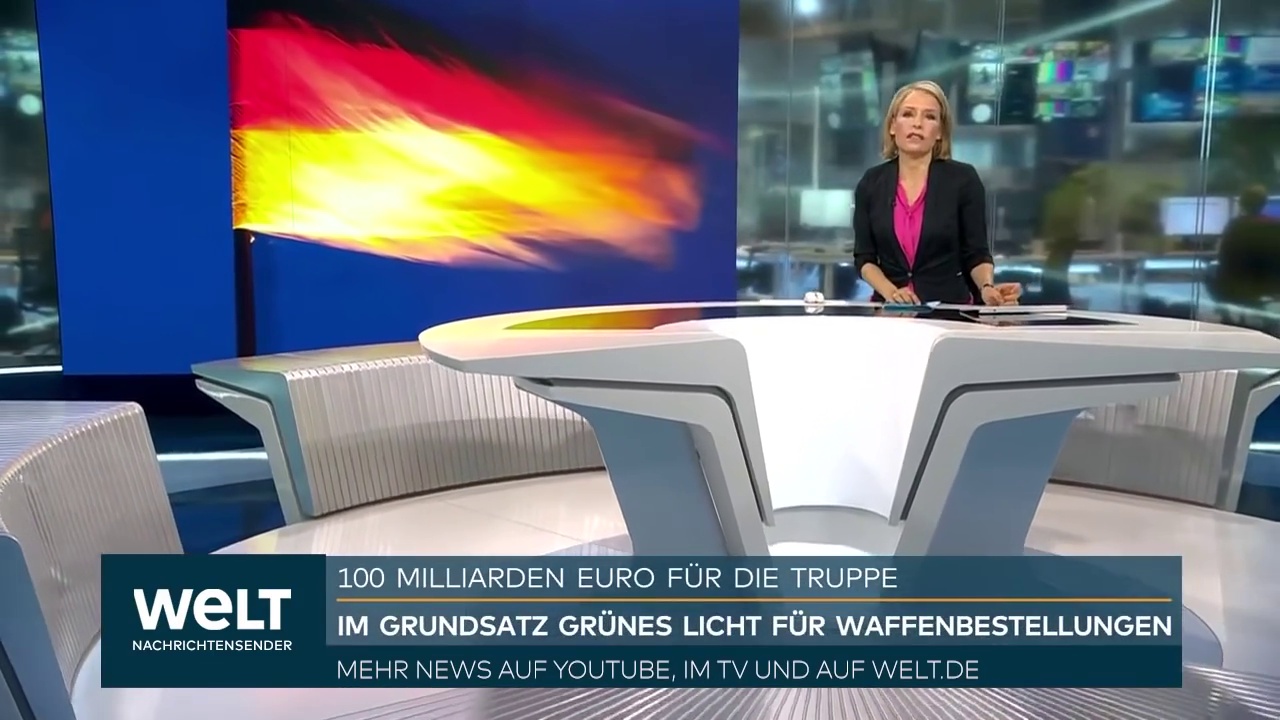 100 MILLIARDEN EURO FÜR DIE TRUPPE
WELT
NACHRICHTENSENDER
IM GRUNDSATZ GRÜNES LICHT FÜR WAFFENBESTELLUNGEN
MEHR NEWS AUF YOUTUBE, IM TV UND AUF WELT.DE